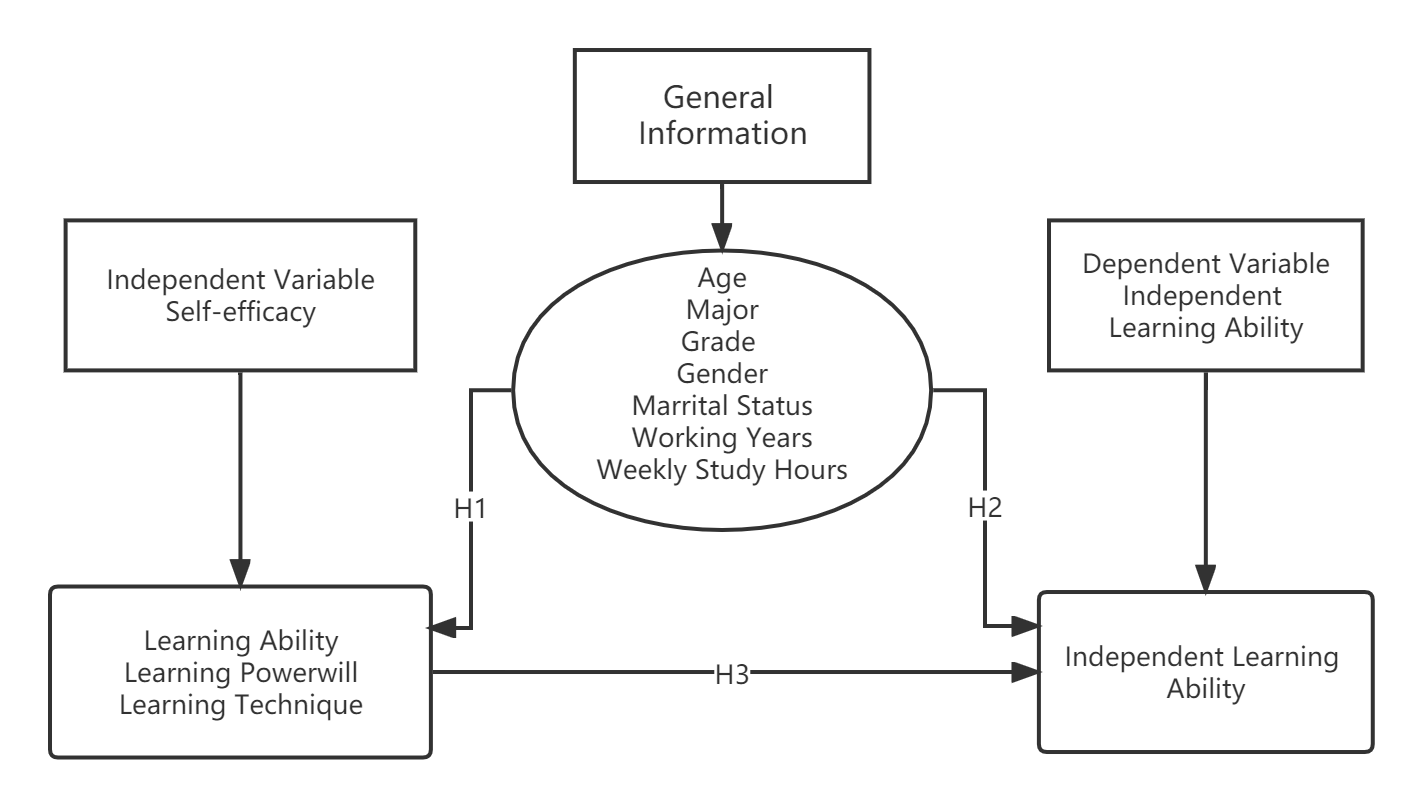 General
Information
Independent Variable
Self-efficacy
Dependent Variable
Independent
Learning Ability
Age
Major
Grade
Gender
Marrital Status
Working Years
Weekly Study Hours
H1
H2
Learning Ability
Learning Powerwill
Learning Technique
H3
Independent Learning
Ability